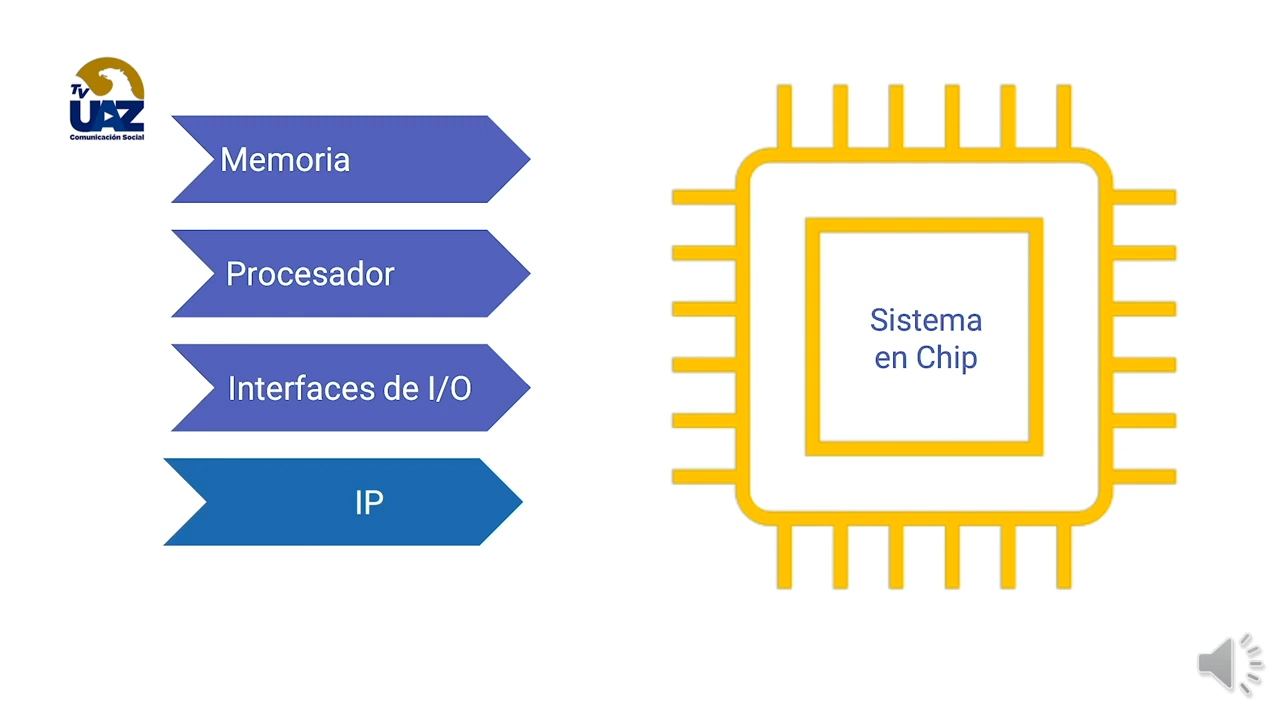 TV
UAZ
Comunicación Social
Memoria
Procesador
Interfaces de I/O
IP
Sistema
en Chip